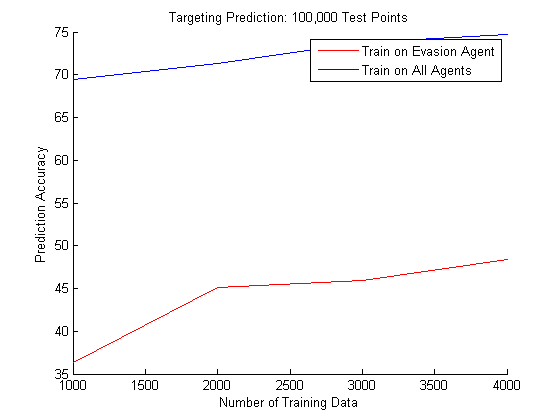 Targeting Prediction: 100,000 Test Points
75
70
65
60
55
50
45
40
35
Prediction Accuracy
Train on Evasion Agent
Train on All Agents
1000 1500 2000 2500 3000 3500 4000
Number of Training Data